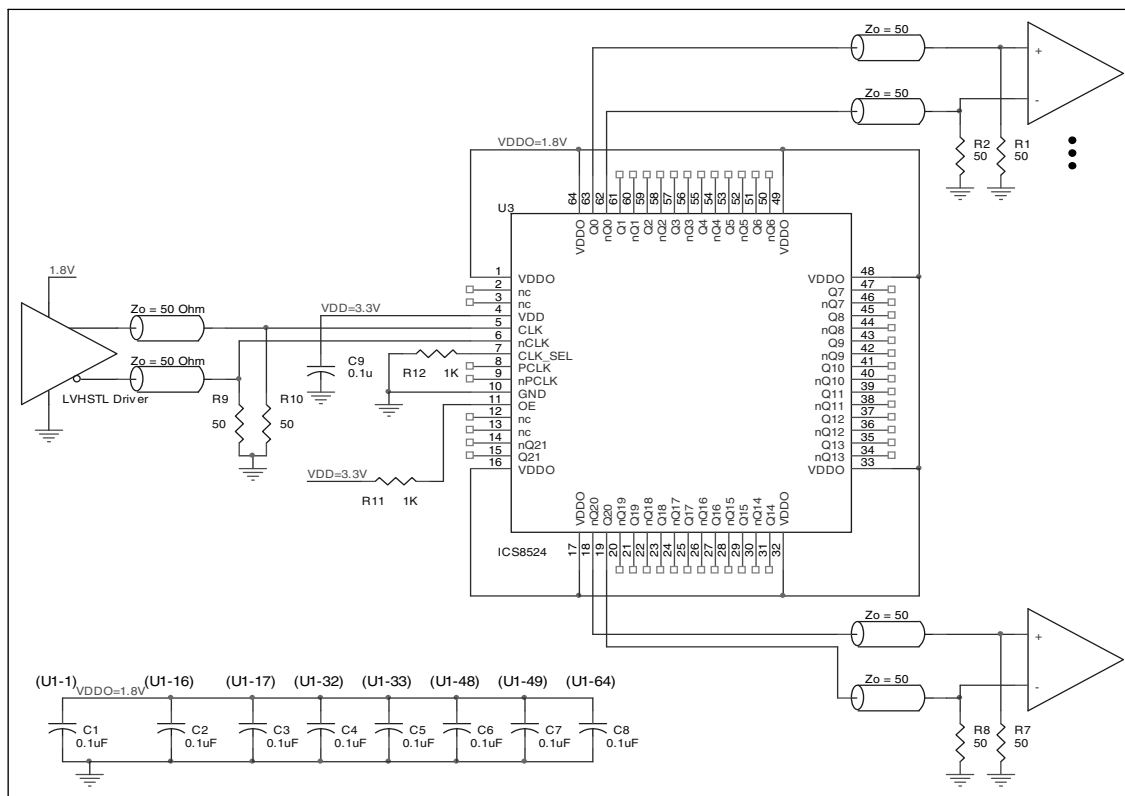 Zo = 50
+
Zo = 50
-
R2
50
R1
50
VDDO=1.8V
64
63
62
61
60
59
58
57
56
55
54
53
52
51
50
49
U3
VDDO
Q0
nQ0
Q1
nQ1
Q2
nQ2
Q3
nQ3
Q4
nQ4
Q5
nQ5
Q6
nQ6
VDDO
1.8V
Zo = 50 Ohm
Zo = 50 Ohm
LVHSTL Driver
R9
50
R10
50
VDD=3.3V
C9
0.1u
R12 1K
VDD=3.3V
R11 1K
1 VDDO
2 nc
3 nc
4 VDD
5 CLK
6 nCLK
7 CLK_SEL
8 PCLK
9 nPCLK
10 GND
11 OE
12 nc
13 nc
14 nQ21
15 Q21
16 VDDO
VDDO 48
Q7 47
nQ7 46
Q8 45
nQ8 44
Q9 43
nQ9 42
Q10 41
nQ10 40
Q11 39
nQ11 38
Q12 37
nQ12 36
Q13 35
nQ13 34
VDDO 33
VDDO
nQ20
Q20
nQ19
Q19
nQ18
Q18
nQ17
Q17
nQ16
Q16
nQ15
Q15
nQ14
Q14
VDDO
ICS8524
17
18
19
20
21
22
23
24
25
26
27
28
29
30
31
32
Zo = 50
+
Zo = 50
-
R8
50
R7
50
(U1-1) (U1-16) (U1-17) (U1-32) (U1-33) (U1-48) (U1-49) (U1-64)
VDDO=1.8V
C1
0.1uF
C2
0.1uF
C3
0.1uF
C4
0.1uF
C5
0.1uF
C6
0.1uF
C7
0.1uF
C8
0.1uF